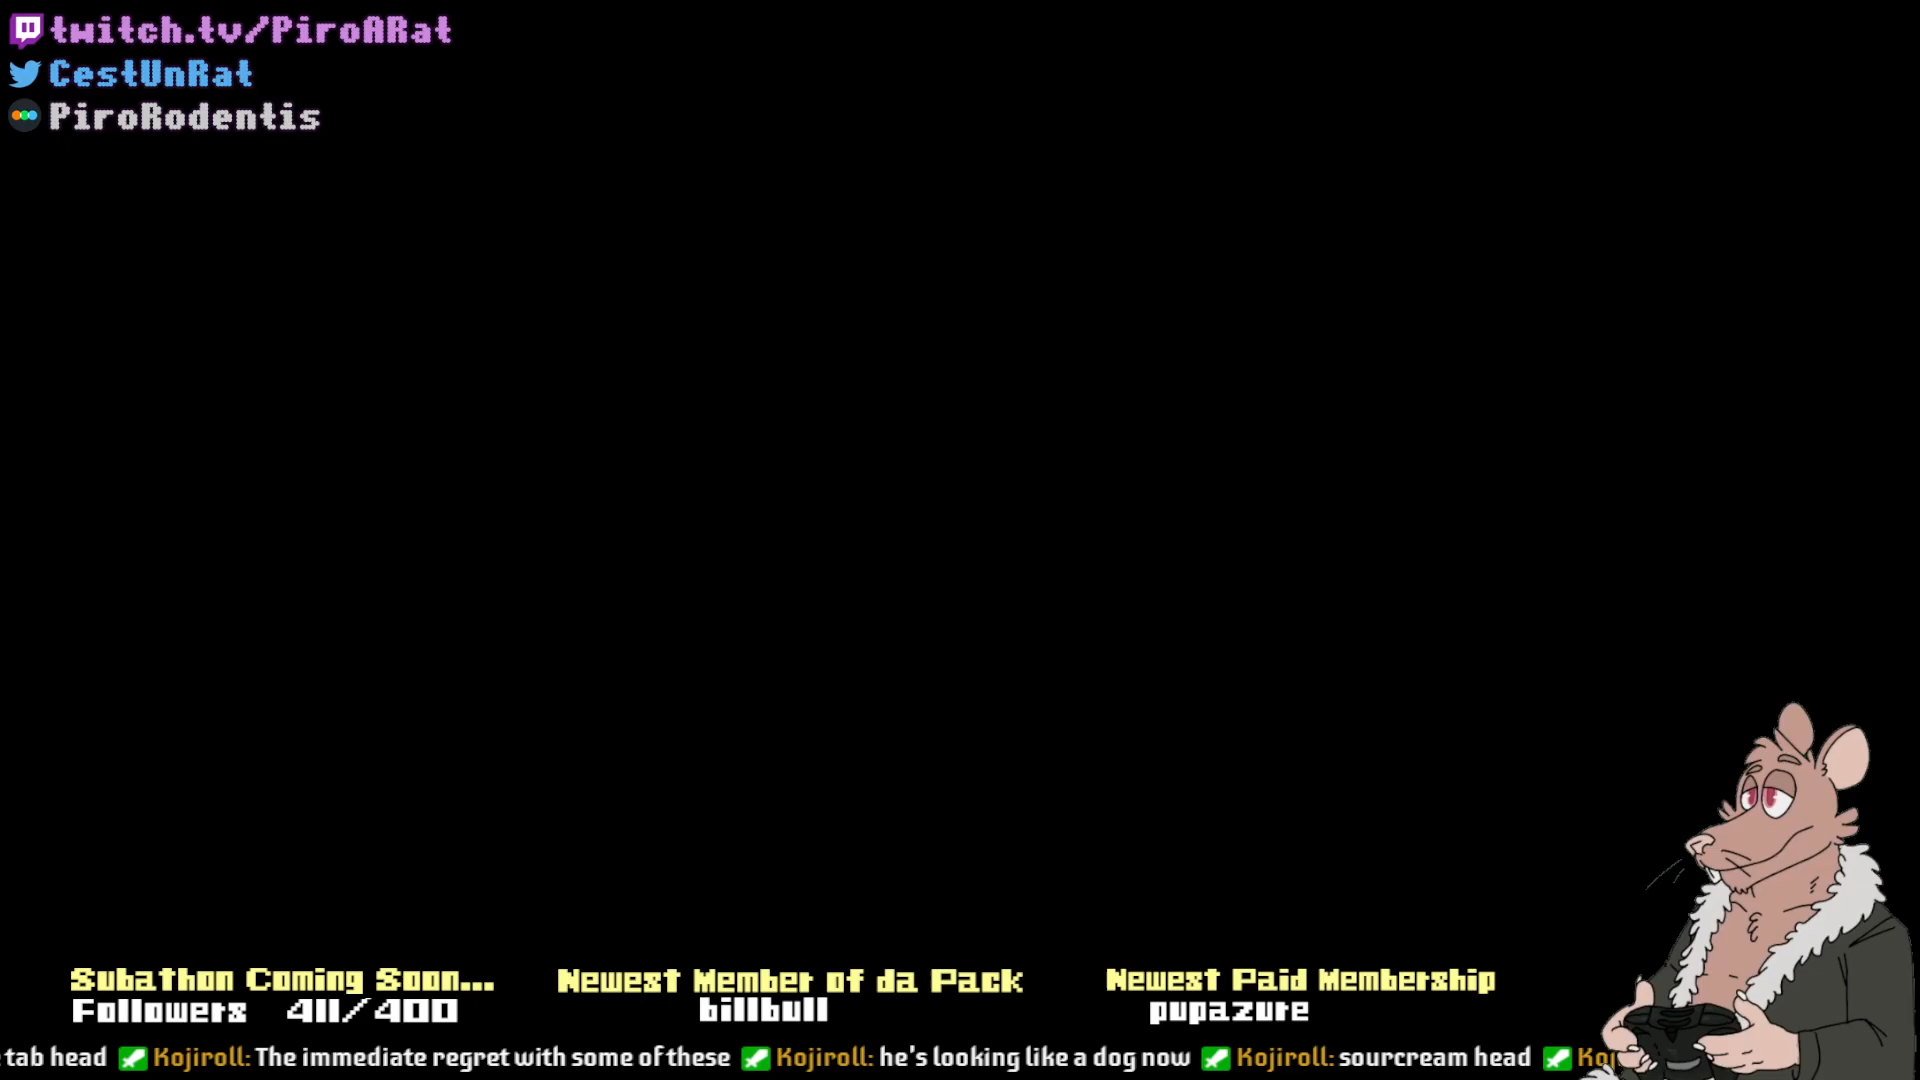 twitch.tv/PiroARat
CestUnRat
PiroRodentis
Subathon Coming Soon...
Followers 411/400
Newest Member of da Pack
billbull
Newest Paid Membership
pupazure
tab head Kojiroll: The immediate regret with some of these Kojiroll: he's looking like a dog now Kojiroll: sourcream head